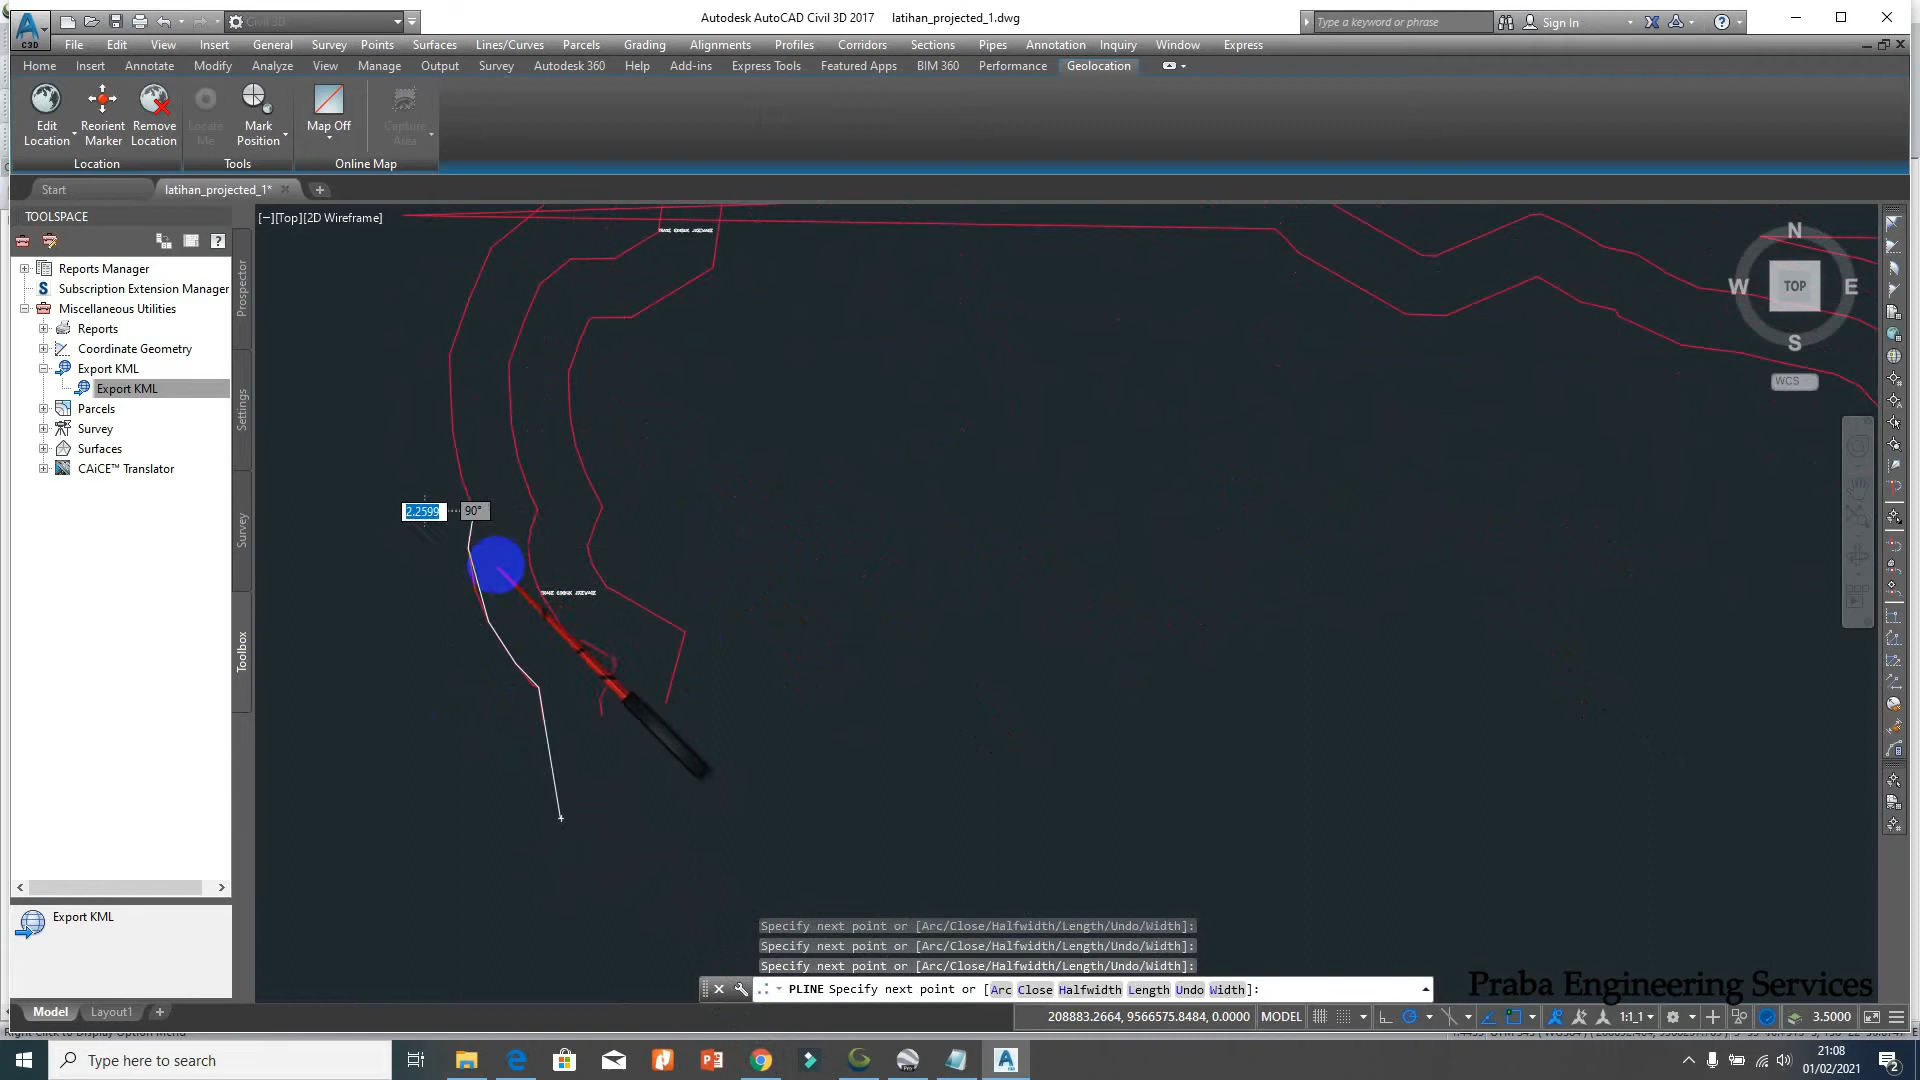 Civil 3D
Autodesk AutoCAD Civil 3D 2017 latihan_projected_1.dwg
Type a keyword or phrase
Sign In
C3D
File Edit View Insert General Survey Points Surfaces Lines/Curves Parcels Grading Alignments Profiles Corridors Sections Pipes Annotation Inquiry Window Express
Home Insert Annotate Modify Analyze View Manage Output Survey Autodesk 360 Help Add-ins Express Tools Featured Apps BIM 360 Performance Geolocation
Edit Location
Reorient Marker
Remove Location
Locate Me
Mark Position
Map Off
Capture Area
Location Tools Online Map
Start latihan_projected_1*
TOOLSPACE
[−][Top][2D Wireframe]
Reports Manager
Subscription Extension Manager
Miscellaneous Utilities
Reports
Coordinate Geometry
Export KML
Export KML
Parcels
Survey
Surfaces
CAiCE™ Translator
Prospector
Settings
Survey
Toolbox
N
W TOP E
S
WCS
2.2599 90°
Export KML
Specify next point or [Arc/Close/Halfwidth/Length/Undo/Width]:
Specify next point or [Arc/Close/Halfwidth/Length/Undo/Width]:
Specify next point or [Arc/Close/Halfwidth/Length/Undo/Width]:
PLINE Specify next point or [Arc Close Halfwidth Length Undo Width]:
Praba Engineering Services
Model Layout1
208883.2664, 9566575.8484, 0.0000 MODEL 1:1_1 3.5000
Type here to search
21:08
01/02/2021
2